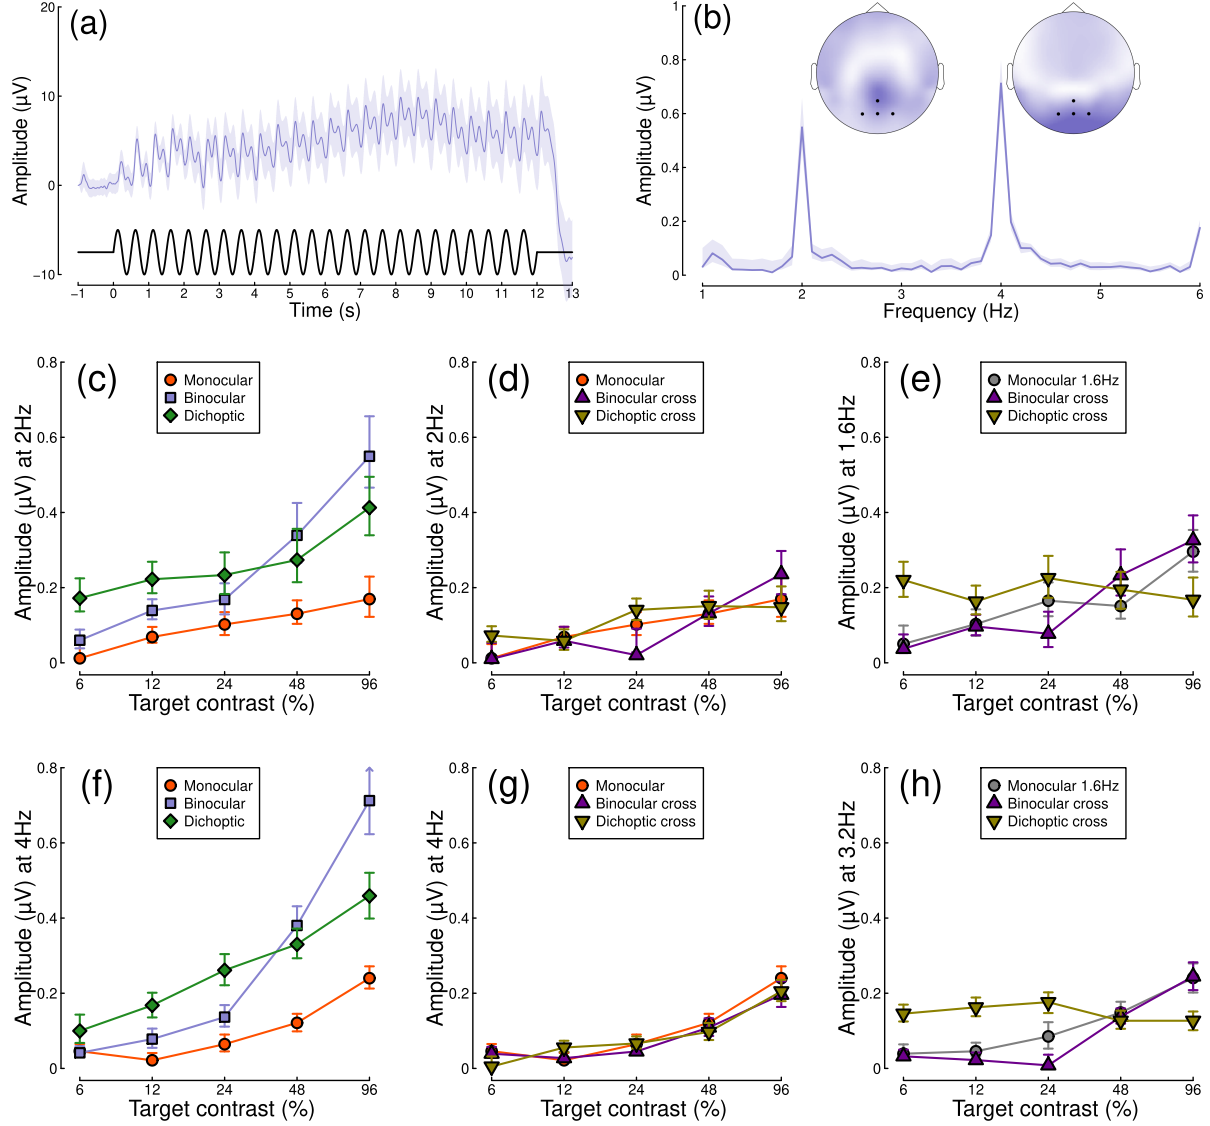 (a)
Amplitude (µV)
20
10
0
−10
−1 0 1 2 3 4 5 6 7 8 9 10 11 12 13
Time (s)
(b)
Amplitude (µV)
1
0.8
0.6
0.4
0.2
0
1 2 3 4 5 6
Frequency (Hz)
(c)
Monocular
Binocular
Dichoptic
Amplitude (µV) at 2Hz
0.8
0.6
0.4
0.2
0
6 12 24 48 96
Target contrast (%)
(d)
Monocular
Binocular cross
Dichoptic cross
Amplitude (µV) at 2Hz
0.8
0.6
0.4
0.2
0
6 12 24 48 96
Target contrast (%)
(e)
Monocular 1.6Hz
Binocular cross
Dichoptic cross
Amplitude (µV) at 1.6Hz
0.8
0.6
0.4
0.2
0
6 12 24 48 96
Target contrast (%)
(f)
Monocular
Binocular
Dichoptic
Amplitude (µV) at 4Hz
0.8
0.6
0.4
0.2
0
6 12 24 48 96
Target contrast (%)
(g)
Monocular
Binocular cross
Dichoptic cross
Amplitude (µV) at 4Hz
0.8
0.6
0.4
0.2
0
6 12 24 48 96
Target contrast (%)
(h)
Monocular 1.6Hz
Binocular cross
Dichoptic cross
Amplitude (µV) at 3.2Hz
0.8
0.6
0.4
0.2
0
6 12 24 48 96
Target contrast (%)